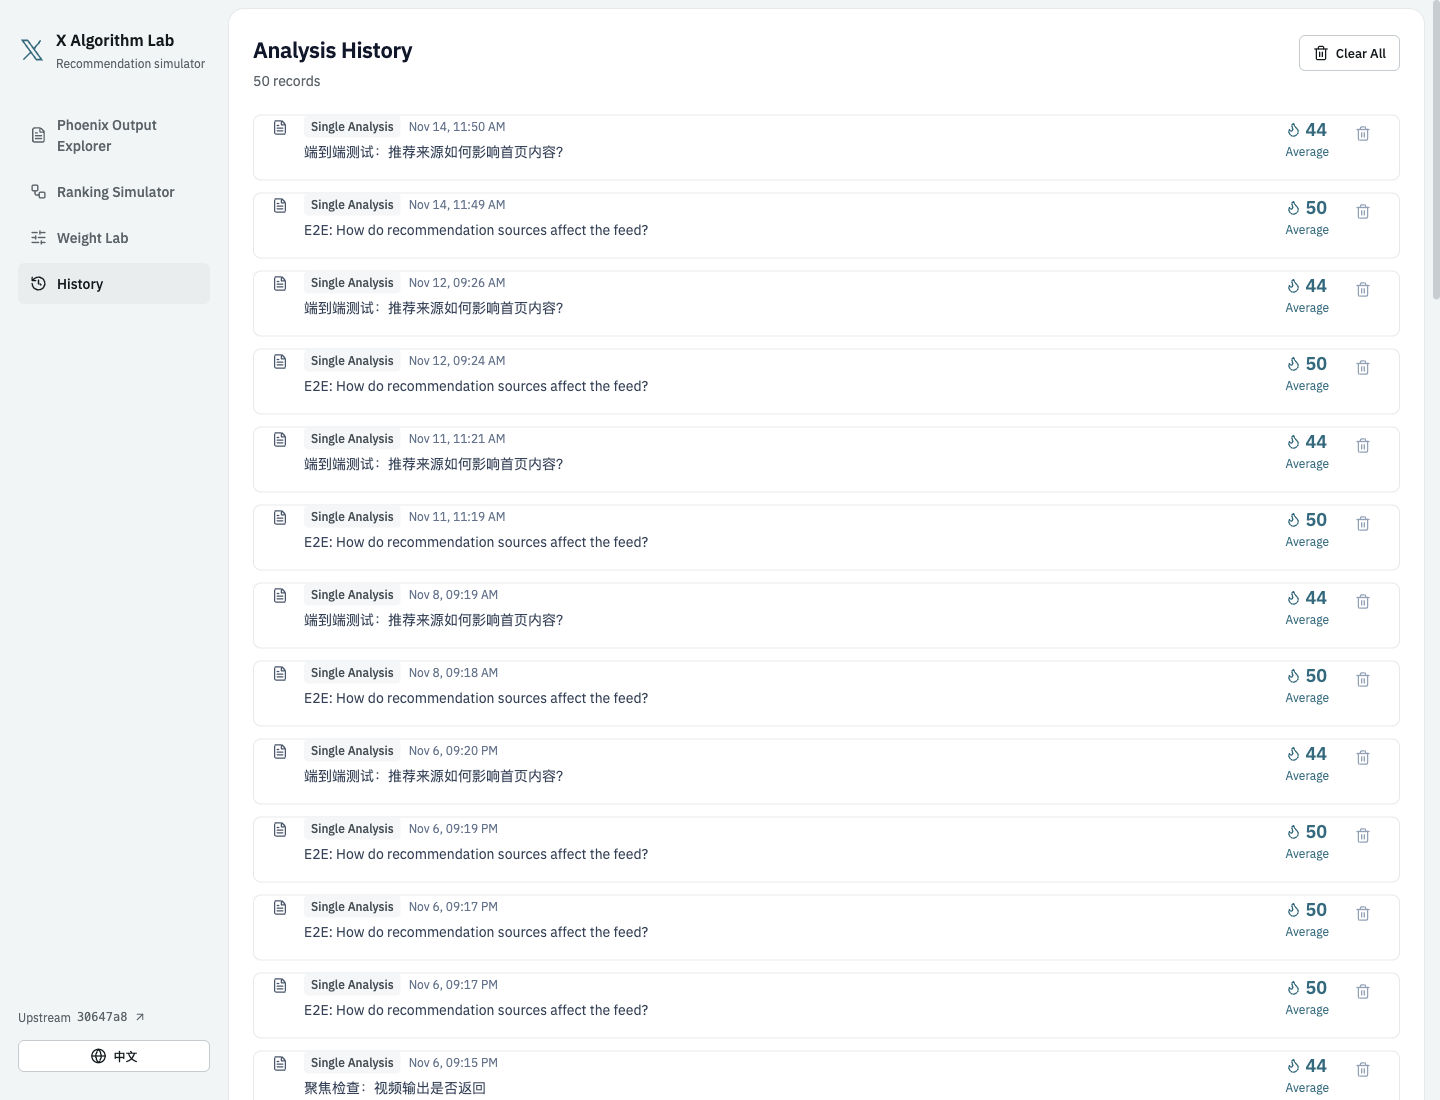 X Algorithm Lab
Recommendation simulator
Phoenix Output
Explorer
Ranking Simulator
Weight Lab
History
Upstream 30647a8
中文
Analysis History
50 records
Clear All
Single Analysis Nov 14, 11:50 AM
端到端测试：推荐来源如何影响首页内容？
44
Average
Single Analysis Nov 14, 11:49 AM
E2E: How do recommendation sources affect the feed?
50
Average
Single Analysis Nov 12, 09:26 AM
端到端测试：推荐来源如何影响首页内容？
44
Average
Single Analysis Nov 12, 09:24 AM
E2E: How do recommendation sources affect the feed?
50
Average
Single Analysis Nov 11, 11:21 AM
端到端测试：推荐来源如何影响首页内容？
44
Average
Single Analysis Nov 11, 11:19 AM
E2E: How do recommendation sources affect the feed?
50
Average
Single Analysis Nov 8, 09:19 AM
端到端测试：推荐来源如何影响首页内容？
44
Average
Single Analysis Nov 8, 09:18 AM
E2E: How do recommendation sources affect the feed?
50
Average
Single Analysis Nov 6, 09:20 PM
端到端测试：推荐来源如何影响首页内容？
44
Average
Single Analysis Nov 6, 09:19 PM
E2E: How do recommendation sources affect the feed?
50
Average
Single Analysis Nov 6, 09:17 PM
E2E: How do recommendation sources affect the feed?
50
Average
Single Analysis Nov 6, 09:17 PM
E2E: How do recommendation sources affect the feed?
50
Average
Single Analysis Nov 6, 09:15 PM
聚焦检查：视频输出是否返回
44
Average